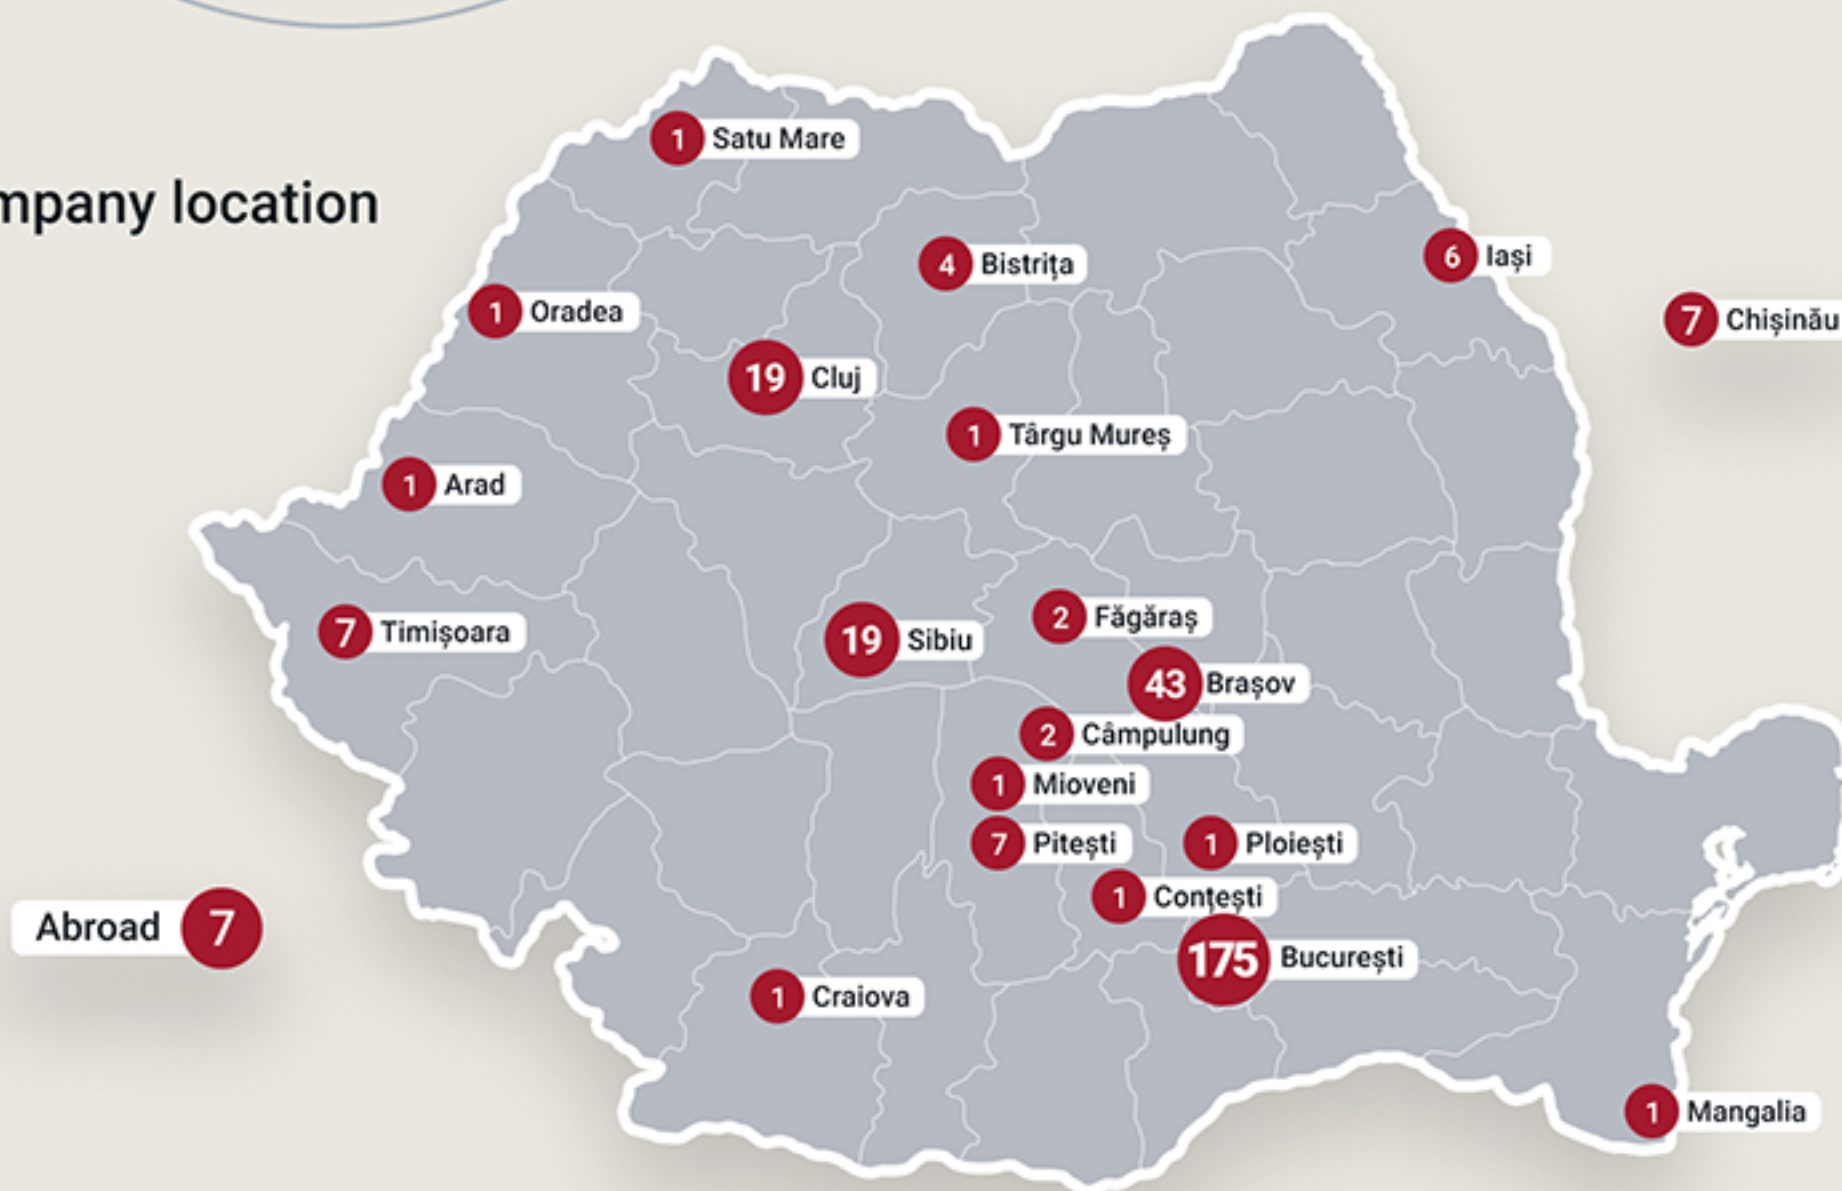 1 Satu Mare
mpany location
4 Bistrița
6 Iași
1 Oradea
7 Chișinău
19 Cluj
1 Târgu Mureș
1 Arad
2 Făgăraș
7 Timișoara
19 Sibiu
43 Brașov
2 Câmpulung
1 Mioveni
7 Pitești
1 Ploiești
1 Conțești
Abroad 7
175 București
1 Craiova
1 Mangalia